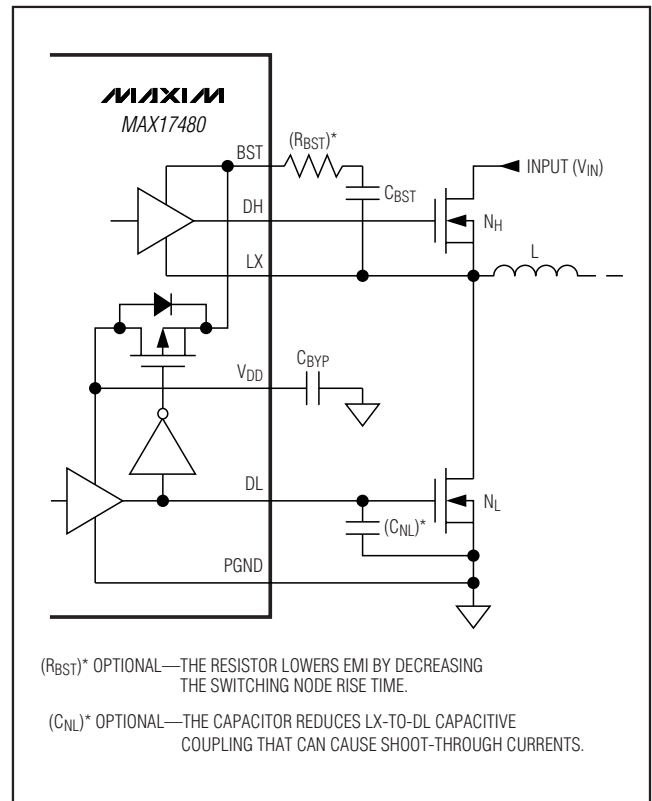 MAXIM
MAX17480
BST
(RBST)*
INPUT (VIN)
CBST
DH
NH
LX
L
VDD
CBYP
DL
NL
(CNL)*
PGND
(RBST)* OPTIONAL—THE RESISTOR LOWERS EMI BY DECREASING
THE SWITCHING NODE RISE TIME.
(CNL)* OPTIONAL—THE CAPACITOR REDUCES LX-TO-DL CAPACITIVE
COUPLING THAT CAN CAUSE SHOOT-THROUGH CURRENTS.